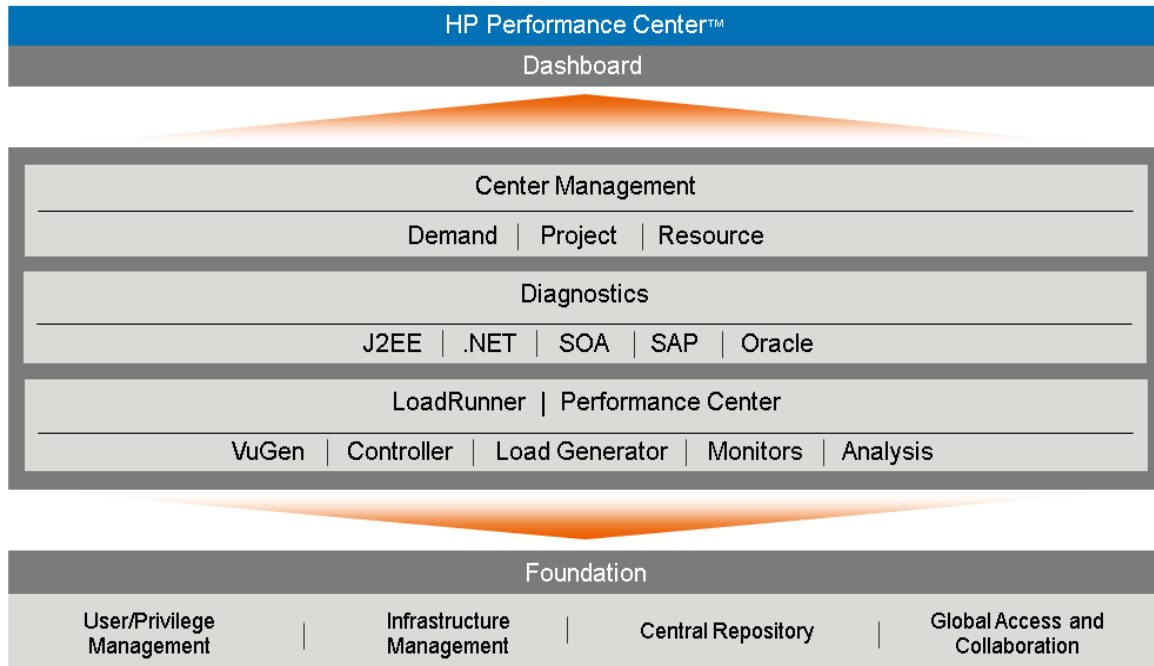 HP Performance Center™
Dashboard
Center Management
Demand | Project | Resource
Diagnostics
J2EE | .NET | SOA | SAP | Oracle
LoadRunner | Performance Center
VuGen | Controller | Load Generator | Monitors | Analysis
Foundation
User/Privilege
Management
Infrastructure
Management
Central Repository
Global Access and
Collaboration